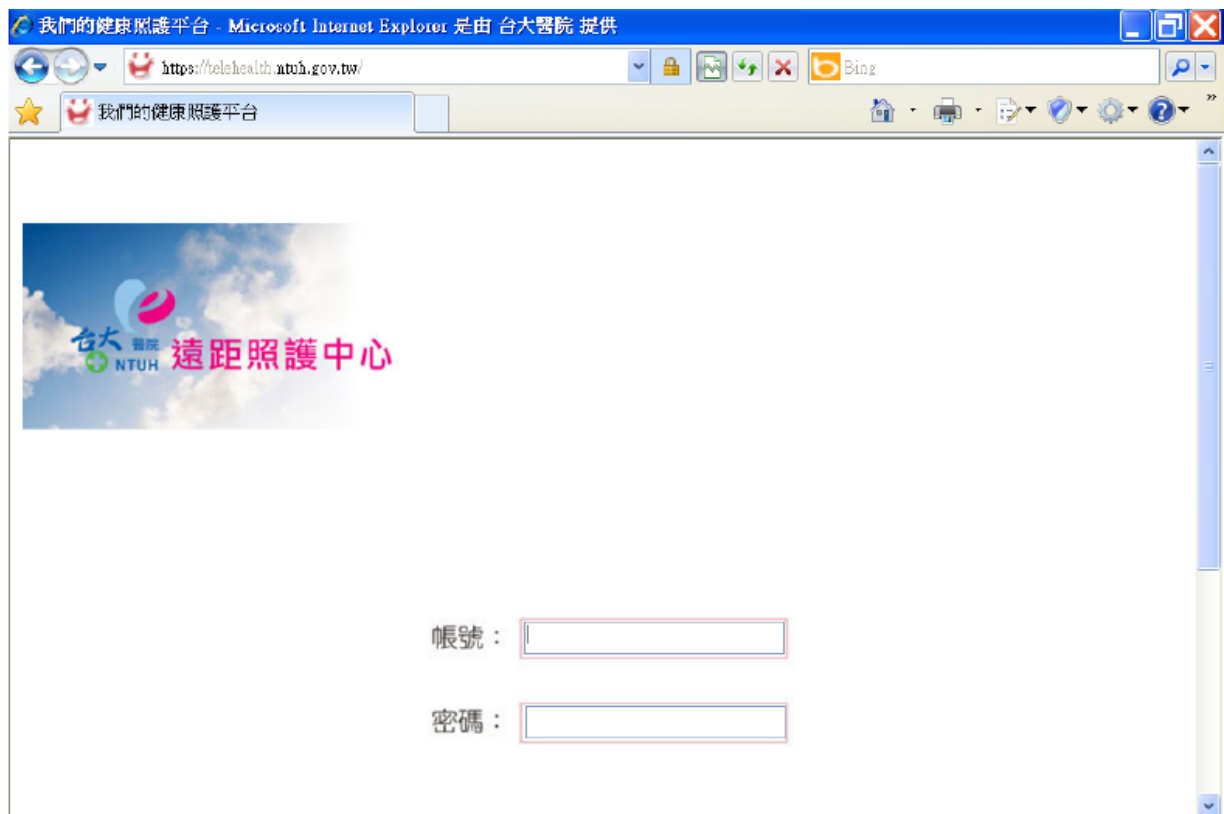 我們的健康照護平台 - Microsoft Internet Explorer 是由 台大醫院 提供
https://telehealth.ntuh.gov.tw/
Bing
我們的健康照護平台
台大 醫院 NTUH 遠距照護中心
帳號：
密碼：